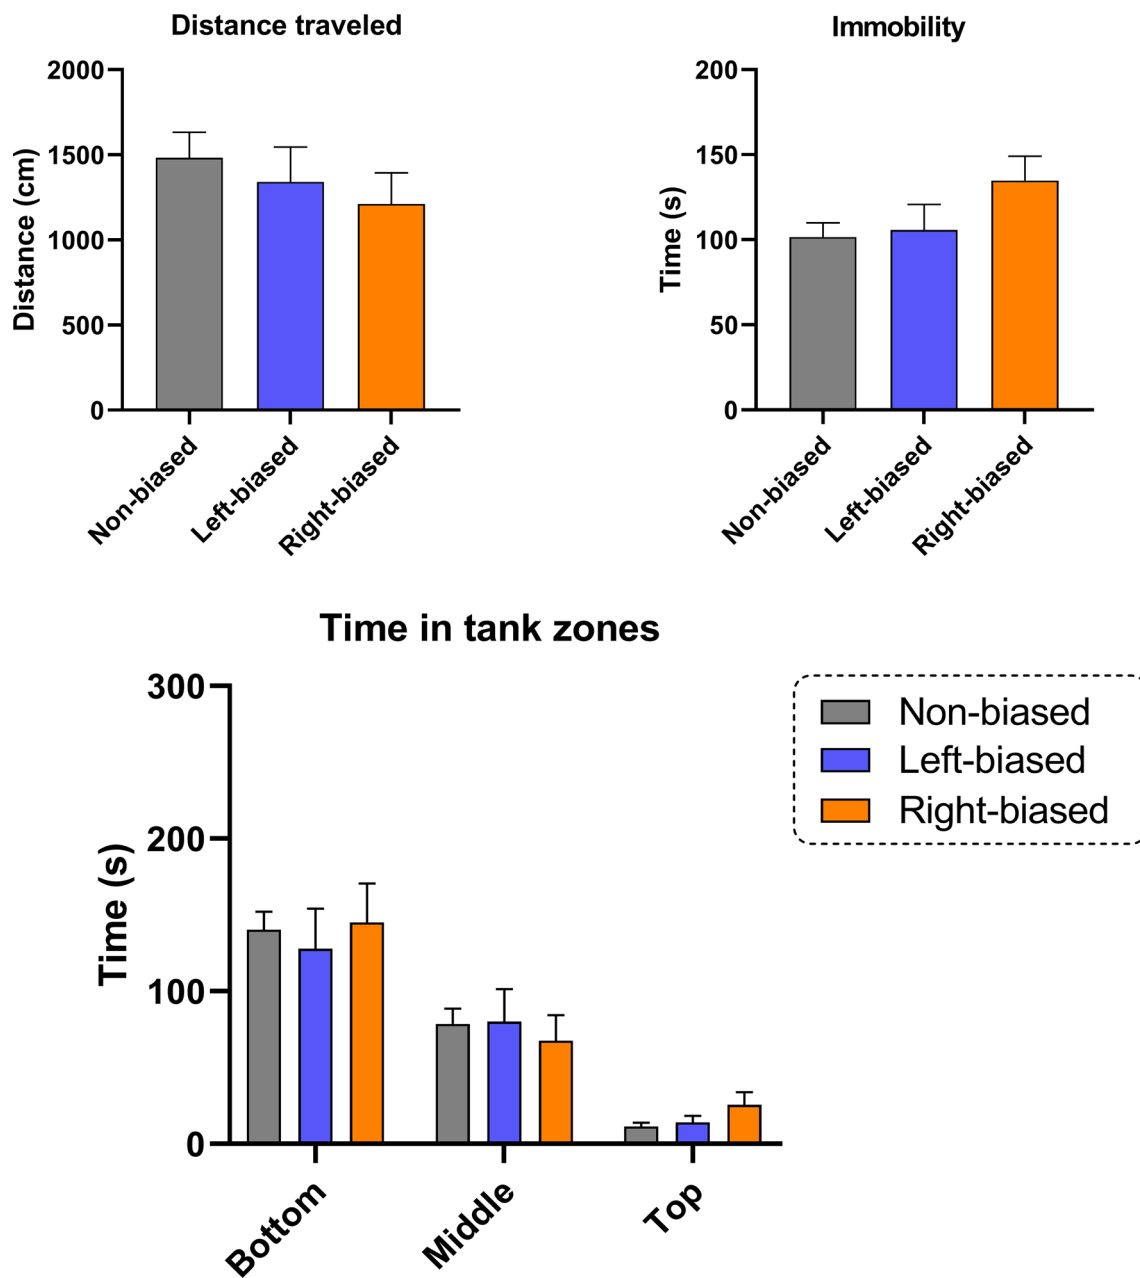 Distance traveled
2000
1500
1000
500
0
Distance (cm)
Non-biased
Left-biased
Right-biased
Immobility
200
150
100
50
0
Time (s)
Non-biased
Left-biased
Right-biased
Time in tank zones
300
200
100
0
Time (s)
Bottom
Middle
Top
Non-biased
Left-biased
Right-biased